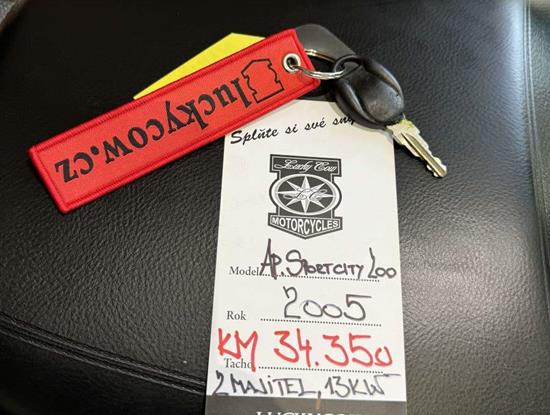 luckycow.cz
Splňte si své sny
Lucky Cow
MOTORCYCLES
Model AP. SPORTCITY 200
Rok 2005
KM 34.350
Tacho
2 MAJITEL, 13KW